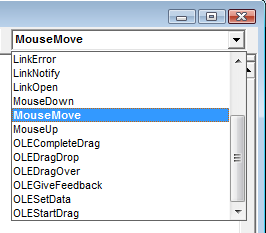 MouseMove
LinkError
LinkNotify
LinkOpen
MouseDown
MouseMove
MouseUp
OLECompleteDrag
OLEDragDrop
OLEDragOver
OLEGiveFeedback
OLESetData
OLEStartDrag